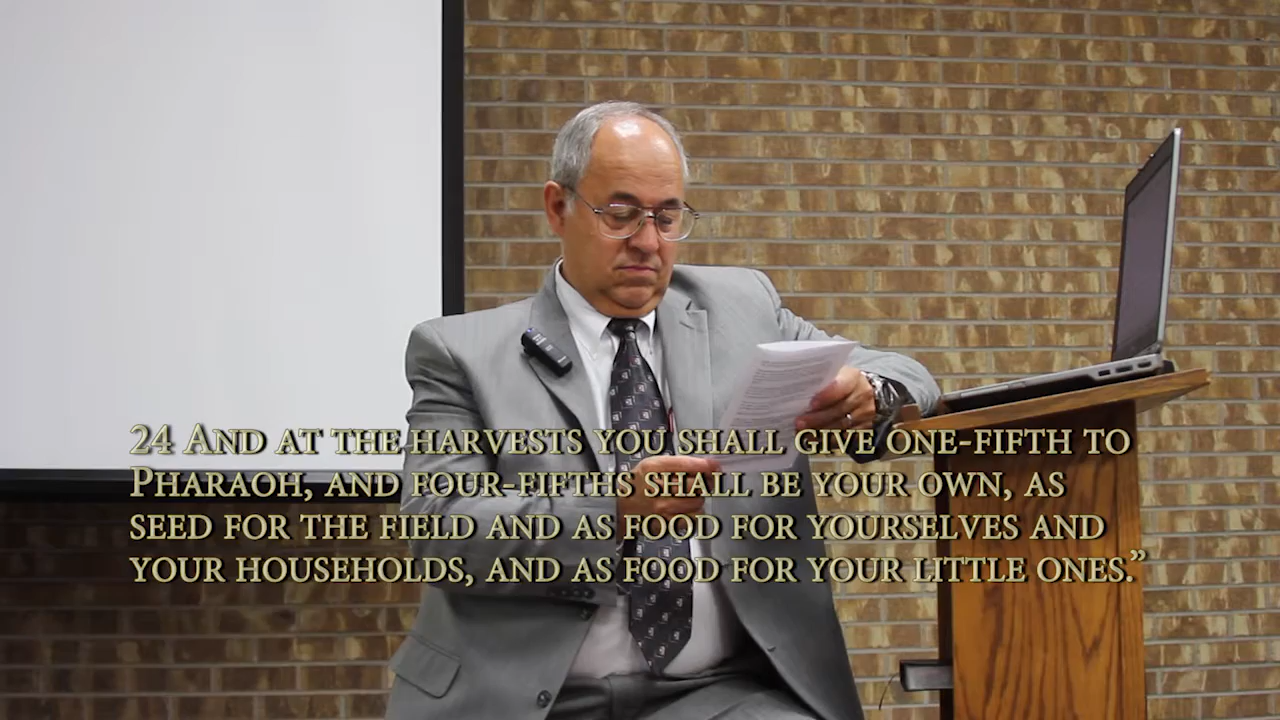 24 And at the harvests you shall give one-fifth to
Pharaoh, and four-fifths shall be your own, as
seed for the field and as food for yourselves and
your households, and as food for your little ones.”